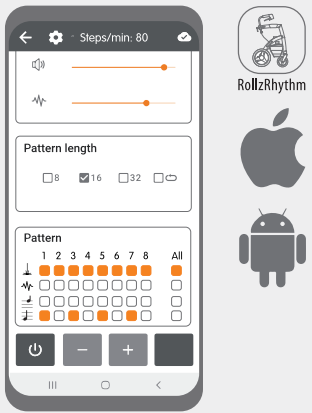 Steps/min: 80
RollzRhythm
Pattern length
8 16 32
Pattern
1 2 3 4 5 6 7 8 All